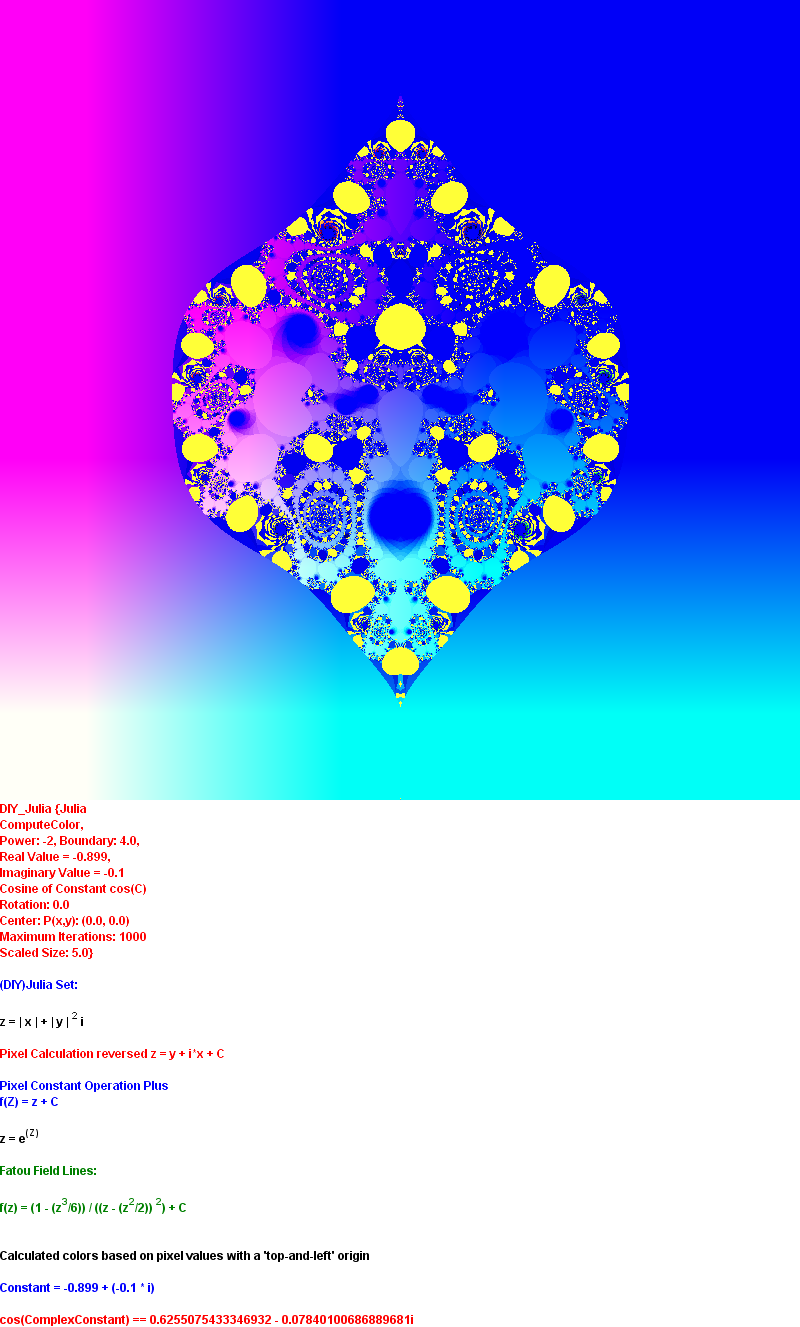 DIY_Julia {Julia
ComputeColor,
Power: -2, Boundary: 4.0,
Real Value = -0.899,
Imaginary Value = -0.1
Cosine of Constant cos(C)
Rotation: 0.0
Center: P(x,y): (0.0, 0.0)
Maximum Iterations: 1000
Scaled Size: 5.0}
(DIY)Julia Set:
z = | x | + | y | ² i
Pixel Calculation reversed z = y + i*x + C
Pixel Constant Operation Plus
f(Z) = z + C
z = e^(Z)
Fatou Field Lines:
f(z) = (1 - (z³/6)) / ((z - (z²/2)) ²) + C
Calculated colors based on pixel values with a 'top-and-left' origin
Constant = -0.899 + (-0.1 * i)
cos(ComplexConstant) == 0.6255075433346932 - 0.07840100686889681i